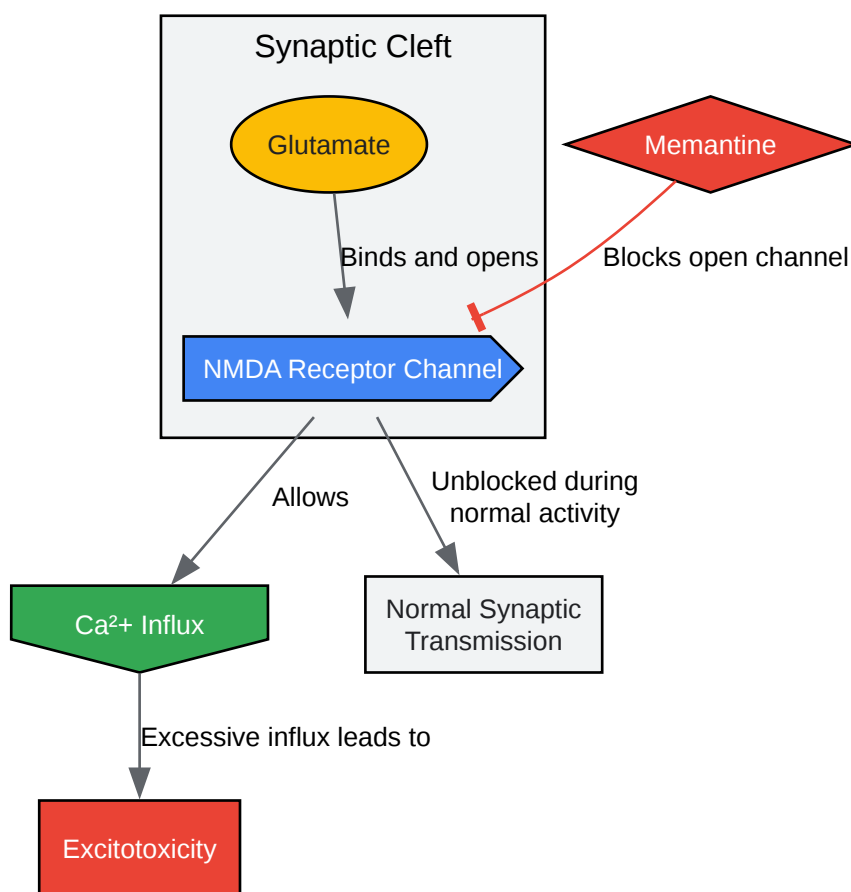 Synaptic Cleft
Glutamate
Memantine
Binds and opens
Blocks open channel
NMDA Receptor Channel
Allows
Unblocked during
normal activity
Ca²+ Influx
Normal Synaptic
Transmission
Excessive influx leads to
Excitotoxicity